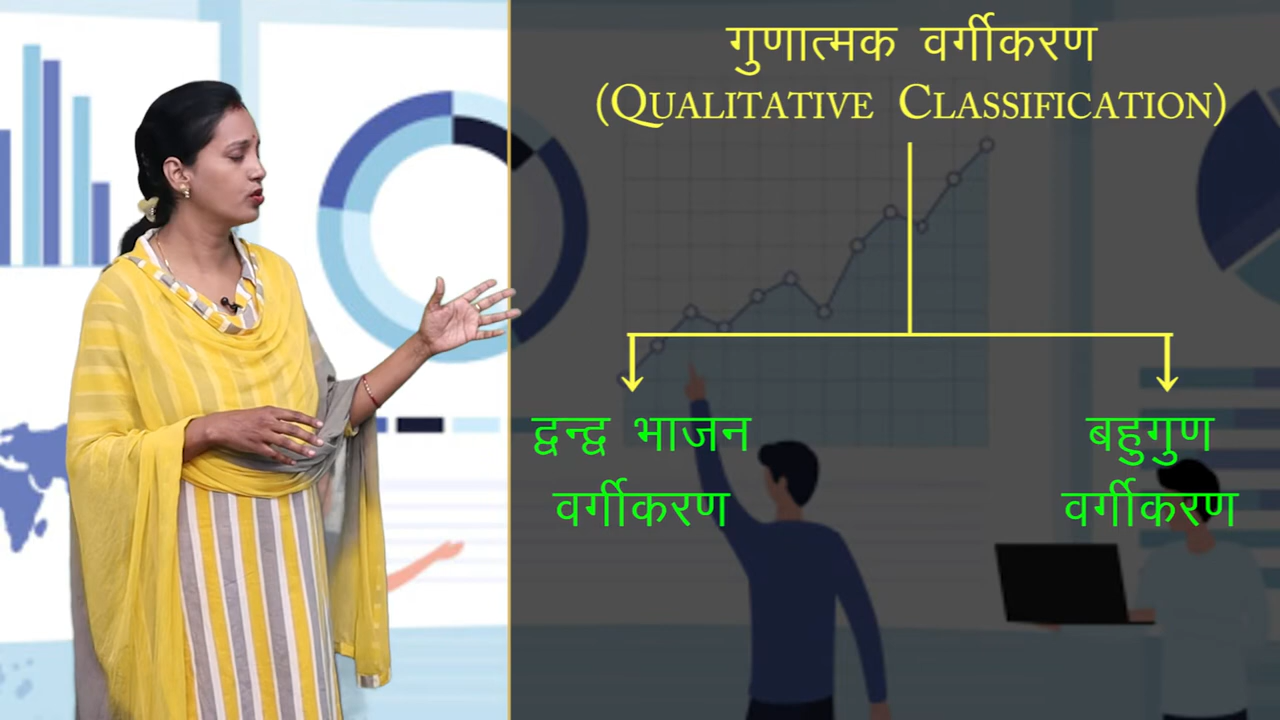 गुणात्मक वर्गीकरण
(QUALITATIVE CLASSIFICATION)
द्वन्द्व भाजन
वर्गीकरण
बहुगुण
वर्गीकरण